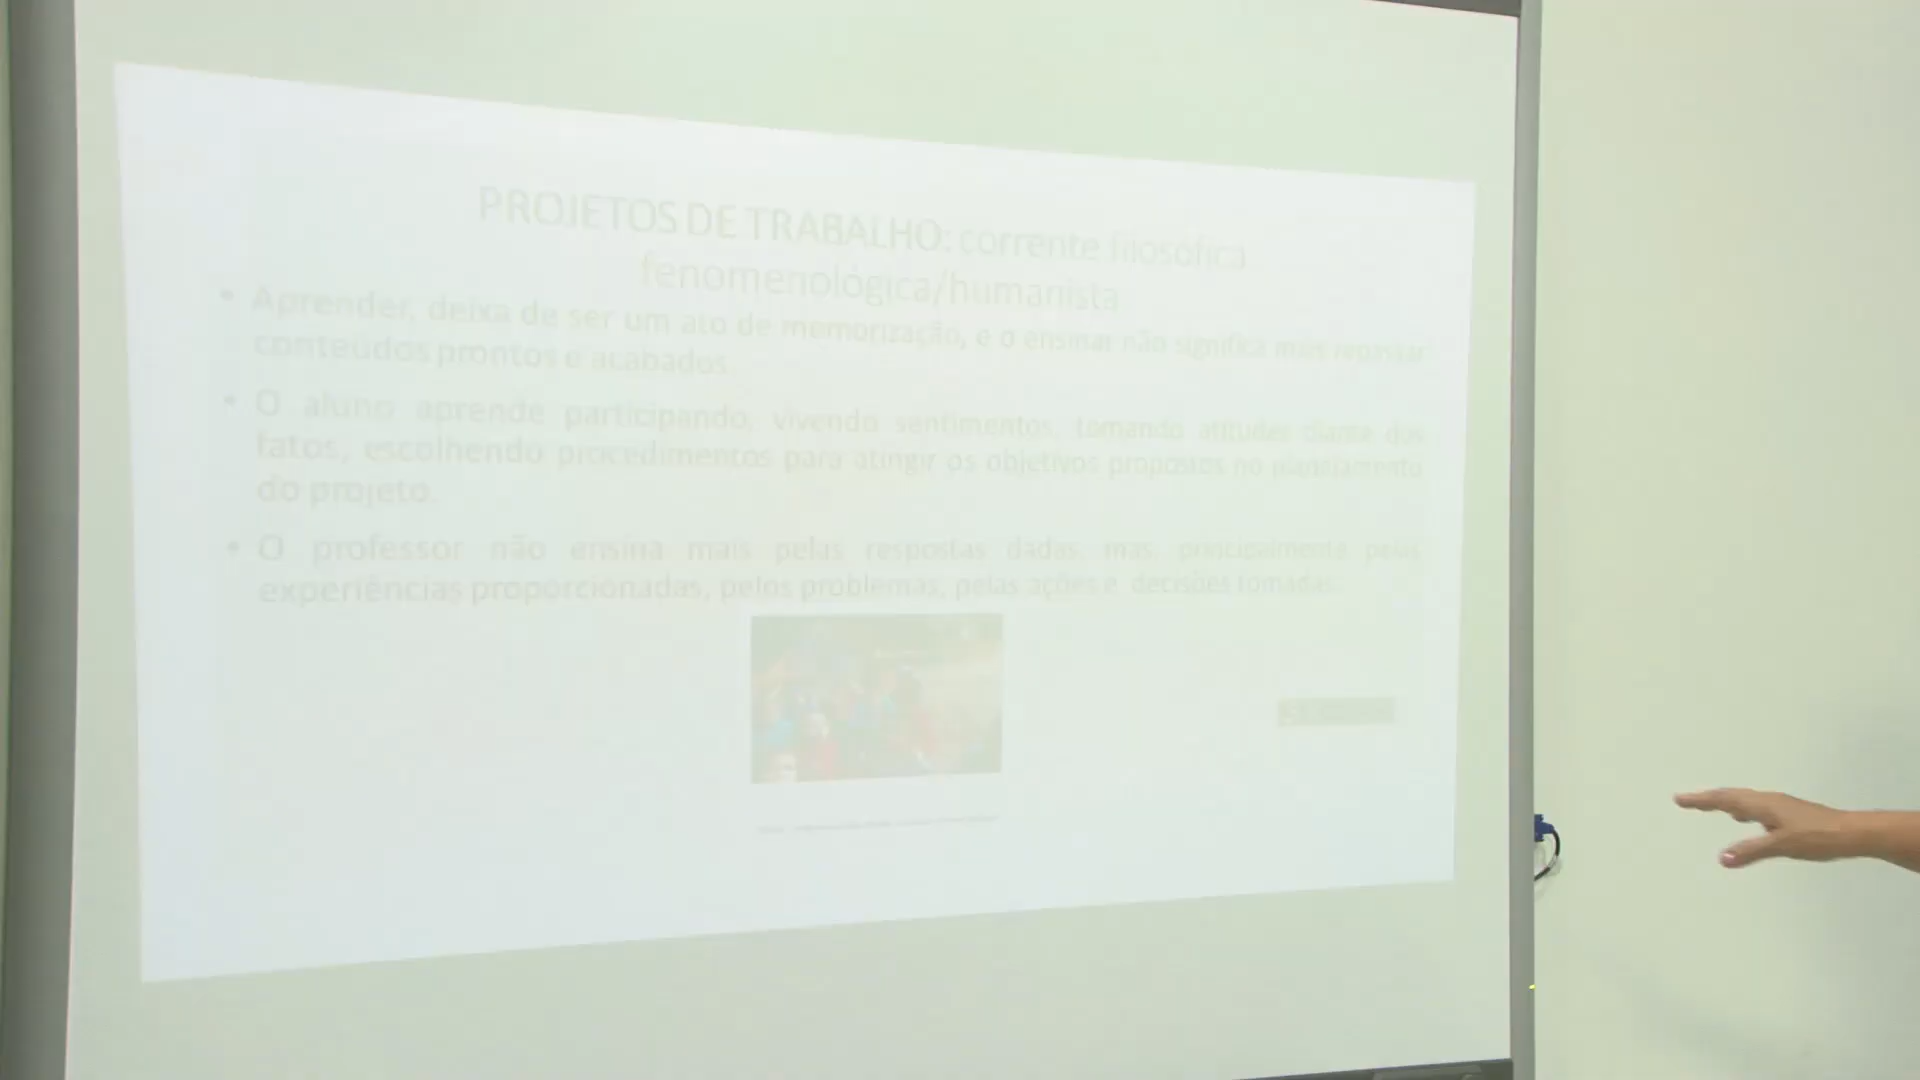 PROJETOS DE TRABALHO: corrente filosófica
fenomenológica/humanista
• Aprender, deixa de ser um ato de memorização, e o ensinar não significa mais repassar
conteúdos prontos e acabados
• O aluno aprende participando, vivendo sentimentos, tomando atitudes diante dos
fatos, escolhendo procedimentos para atingir os objetivos propostos no planejamento
do projeto.
• O professor não ensina mais pelas respostas dadas, mas, principalmente pelas
experiências proporcionadas, pelos problemas, pelas ações e decisões tomadas.